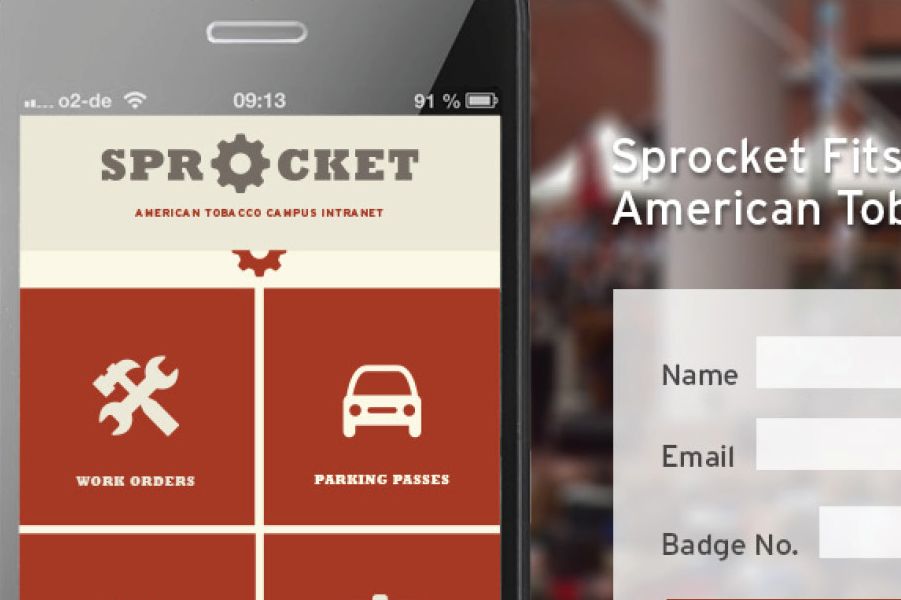 o2-de 09:13 91 %
SPROCKET
AMERICAN TOBACCO CAMPUS INTRANET
WORK ORDERS
PARKING PASSES
Sprocket Fits
American Tob
Name
Email
Badge No.